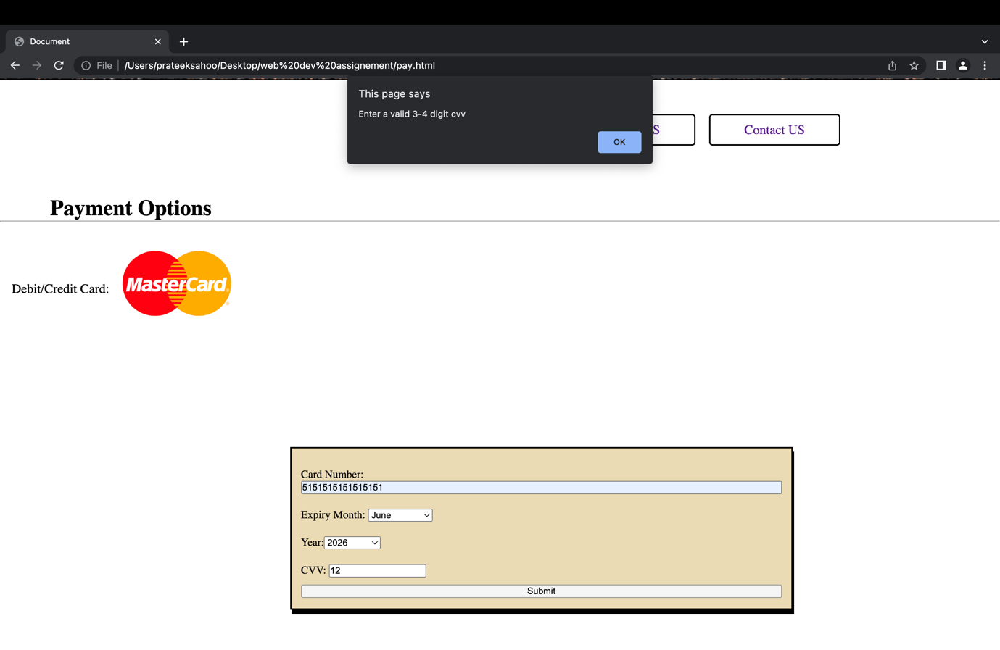 Document
File
/Users/prateeksahoo/Desktop/web%20dev%20assignement/pay.html
This page says
Enter a valid 3-4 digit cvv
OK
S
Contact US
Payment Options
Debit/Credit Card:
MasterCard
Card Number:
5151515151515151
Expiry Month: June
Year: 2026
CVV: 12
Submit